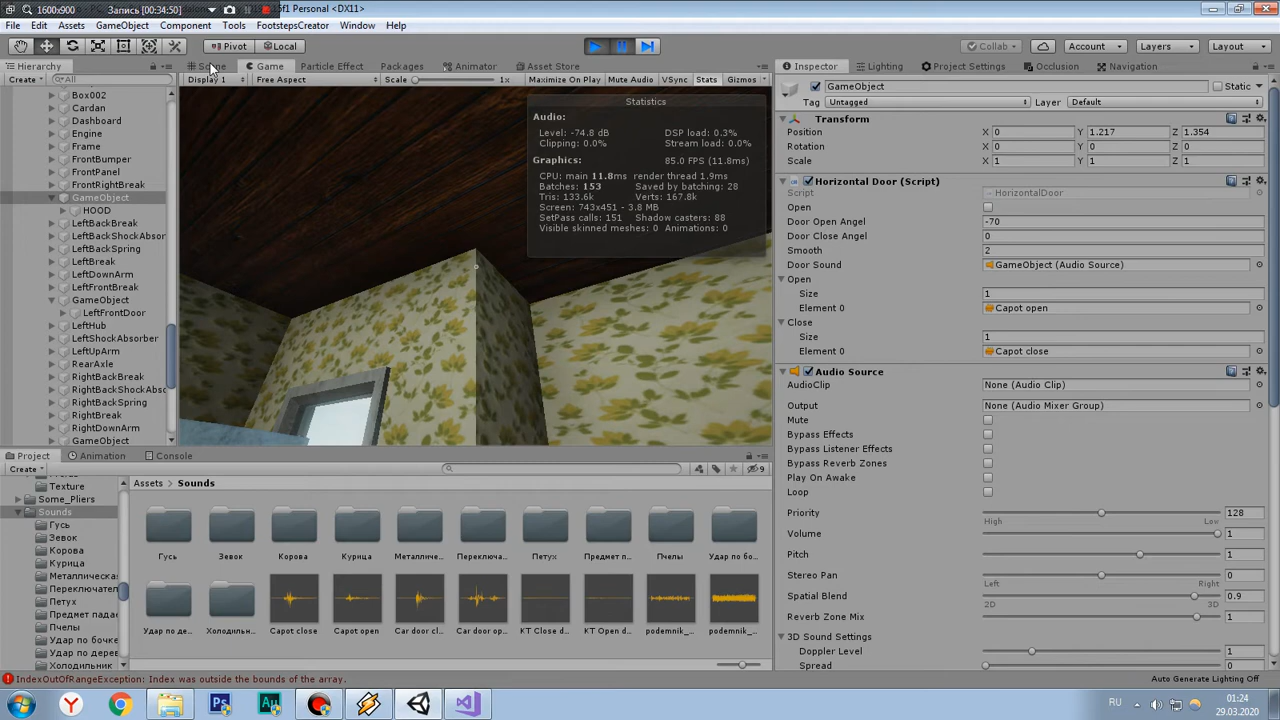 1600x900
Запись [00:34:50]
5f1 Personal <DX11>
File Edit Assets GameObject Component Tools FootstepsCreator Window Help
Pivot Local Collab Account Layers Layout
Hierarchy
Create All
Box002
Cardan
Dashboard
Engine
Frame
FrontBumper
FrontPanel
FrontRightBreak
GameObject
HOOD
LeftBackBreak
LeftBackShockAbsor
LeftBackSpring
LeftBreak
LeftDownArm
LeftFrontBreak
GameObject
LeftFrontDoor
LeftHub
LeftShockAbsorber
LeftUpArm
RearAxle
RightBackBreak
RightBackShockAbso
RightBackSpring
RightBreak
RightDownArm
GameObject
Game Particle Effect Packages Animator Asset Store
Display 1 Free Aspect Scale 1x Maximize On Play Mute Audio VSync Stats Gizmos
Statistics
Audio:
Level: -74.8 dB DSP load: 0.3%
Clipping: 0.0% Stream load: 0.0%
Graphics: 85.0 FPS (11.8ms)
CPU: main 11.8ms render thread 1.9ms
Batches: 153 Saved by batching: 28
Tris: 133.6k Verts: 167.8k
Screen: 743x451 - 3.8 MB
SetPass calls: 151 Shadow casters: 88
Visible skinned meshes: 0 Animations: 0
Inspector Lighting Project Settings Occlusion Navigation
GameObject Static
Tag Untagged Layer Default
Transform
Position X 0 Y 1.217 Z 1.354
Rotation X 0 Y 0 Z 0
Scale X 1 Y 1 Z 1
Horizontal Door (Script)
Script HorizontalDoor
Open
Door Open Angel -70
Door Close Angel 0
Smooth 2
Door Sound GameObject (Audio Source)
Open
Size 1
Element 0 Capot open
Close
Size 1
Element 0 Capot close
Audio Source
AudioClip None (Audio Clip)
Output None (Audio Mixer Group)
Mute
Bypass Effects
Bypass Listener Effects
Bypass Reverb Zones
Play On Awake
Loop
Priority 128
High Low
Volume 1
Pitch 1
Stereo Pan 0
Left Right
Spatial Blend 0.9
2D 3D
Reverb Zone Mix 1
3D Sound Settings
Doppler Level 1
Spread 0
Project Animation Console
Create 9
Texture
Some_Pliers
Sounds
Гусь
Зевок
Корова
Курица
Металлическая
Переключател
Петух
Предмет пада
Пчелы
Удар по бочке
Удар по дерев
Холодильник
Assets Sounds
Гусь Зевок Корова Курица Металличе... Переключа... Петух Предмет п... Пчелы Удар по бо...
Удар по де... Холодильн... Capot close Capot open Car door cl... Car door op... KT Close d... KT Open d... podemnik_... podemnik_...
IndexOutOfRangeException: Index was outside the bounds of the array.
Auto Generate Lighting Off
RU 01:24
29.03.2020